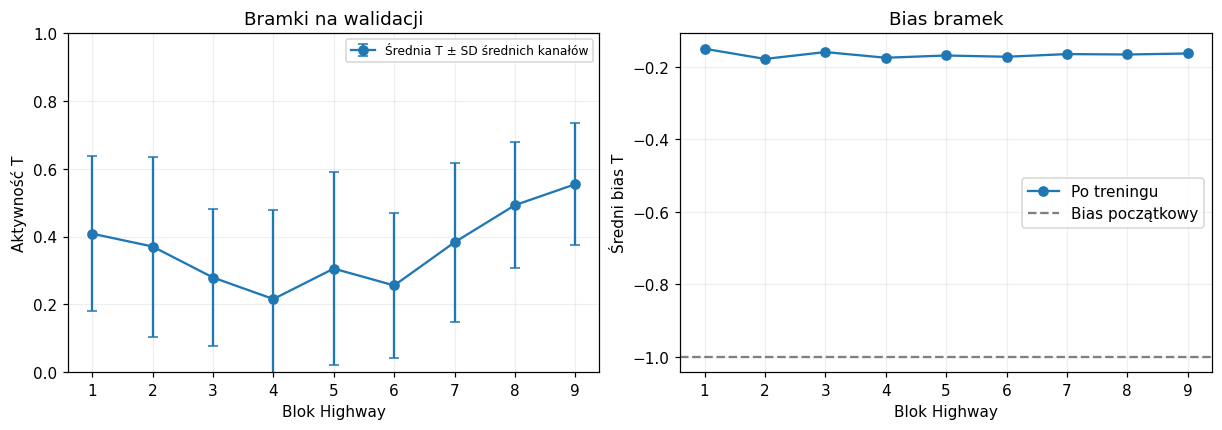 Bramki na walidacji
Średnia T ± SD średnich kanałów
Aktywność T
1.0
0.8
0.6
0.4
0.2
0.0
1 2 3 4 5 6 7 8 9
Blok Highway
Bias bramek
Średni bias T
−0.2
−0.4
−0.6
−0.8
−1.0
Po treningu
Bias początkowy
1 2 3 4 5 6 7 8 9
Blok Highway